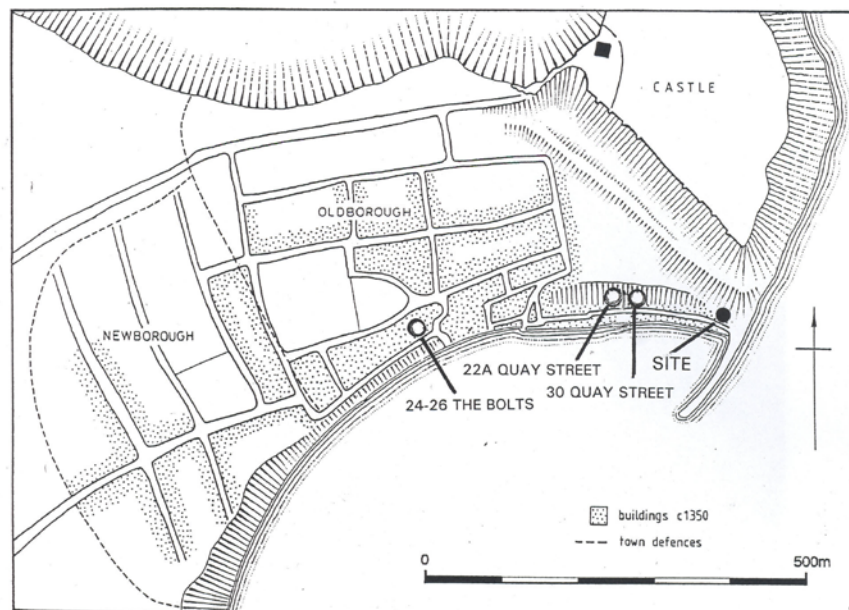 CASTLE
OLDBOROUGH
NEWBOROUGH
22A QUAY STREET
SITE
30 QUAY STREET
24-26 THE BOLTS
buildings c1350
town defences
0
500m